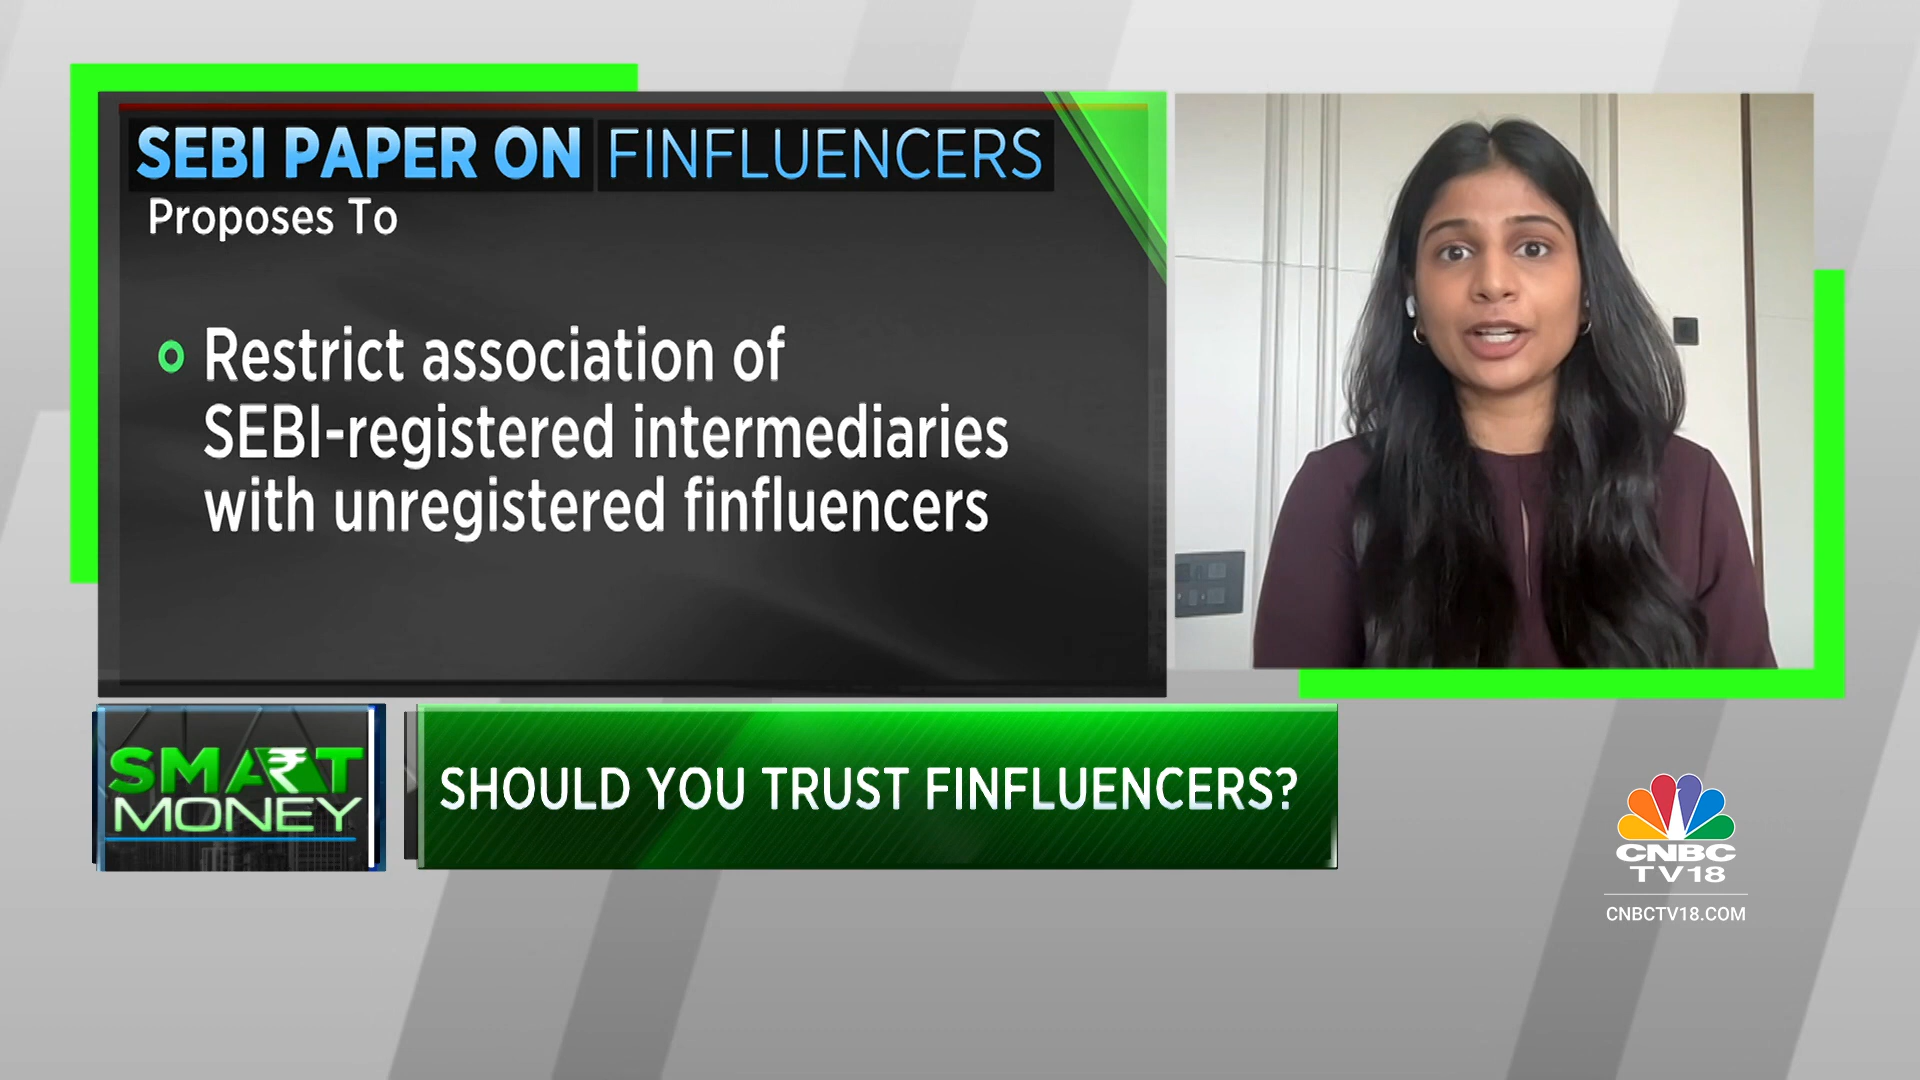 SEBI PAPER ON FINFLUENCERS
Proposes To
Restrict association of
SEBI-registered intermediaries
with unregistered finfluencers
SMART
MONEY
SHOULD YOU TRUST FINFLUENCERS?
CNBC
TV18
CNBCTV18.COM